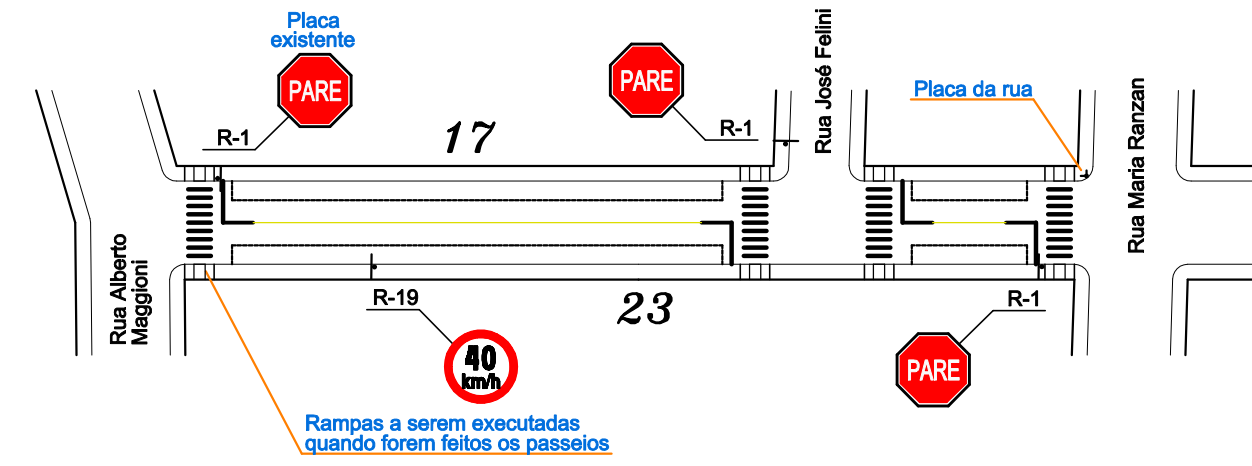 Placa
existente
PARE
R-1
17
PARE
R-1
Rua José Felini
Placa da rua
Rua Maria Ranzan
Rua Alberto
Maggioni
R-19
40
km/h
23
R-1
PARE
Rampas a serem executadas
quando forem feitos os passeios